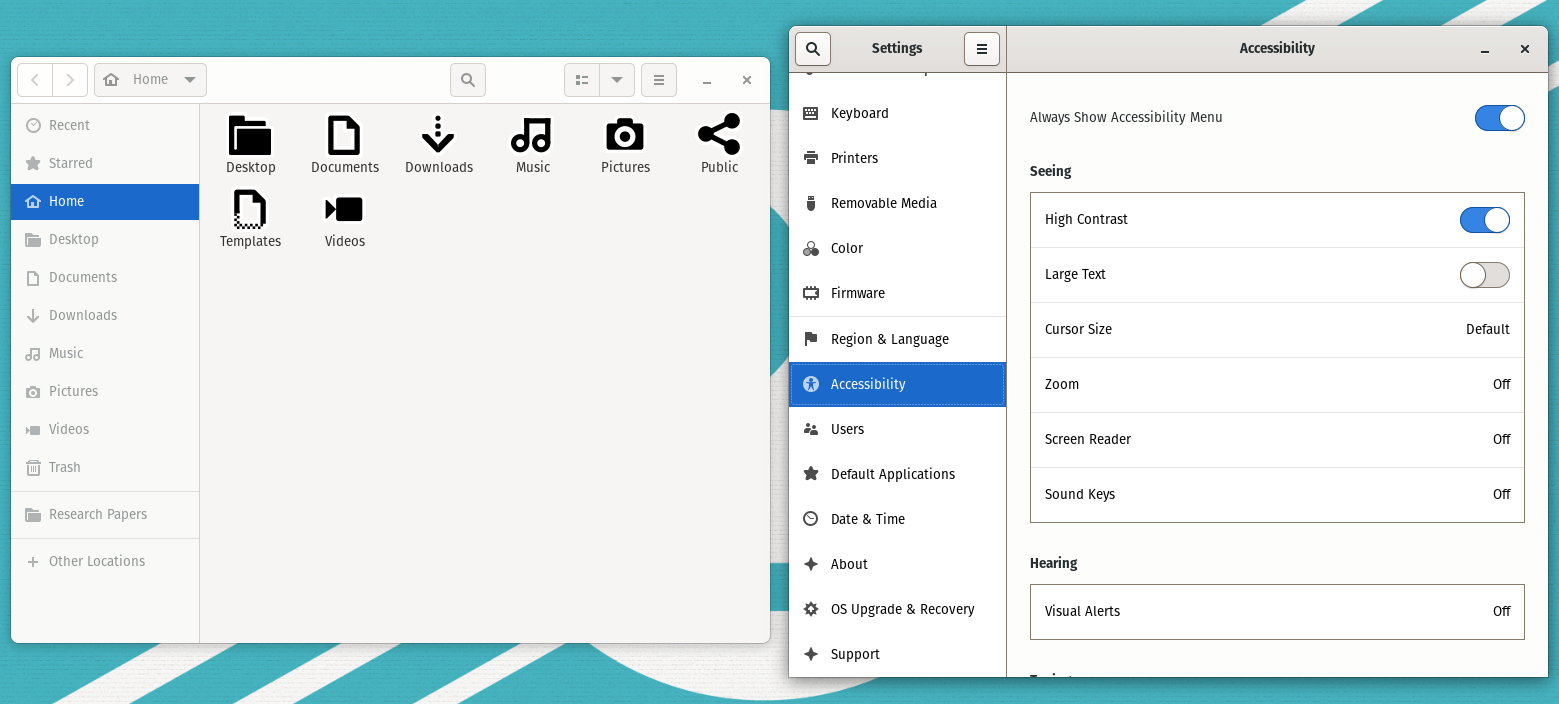 Home
Recent
Starred
Home
Desktop
Documents
Downloads
Music
Pictures
Videos
Trash
Research Papers
Other Locations
Desktop Documents Downloads Music Pictures Public
Templates Videos
Settings
Keyboard
Printers
Removable Media
Color
Firmware
Region & Language
Accessibility
Users
Default Applications
Date & Time
About
OS Upgrade & Recovery
Support
Accessibility
Always Show Accessibility Menu
Seeing
High Contrast
Large Text
Cursor Size Default
Zoom Off
Screen Reader Off
Sound Keys Off
Hearing
Visual Alerts Off